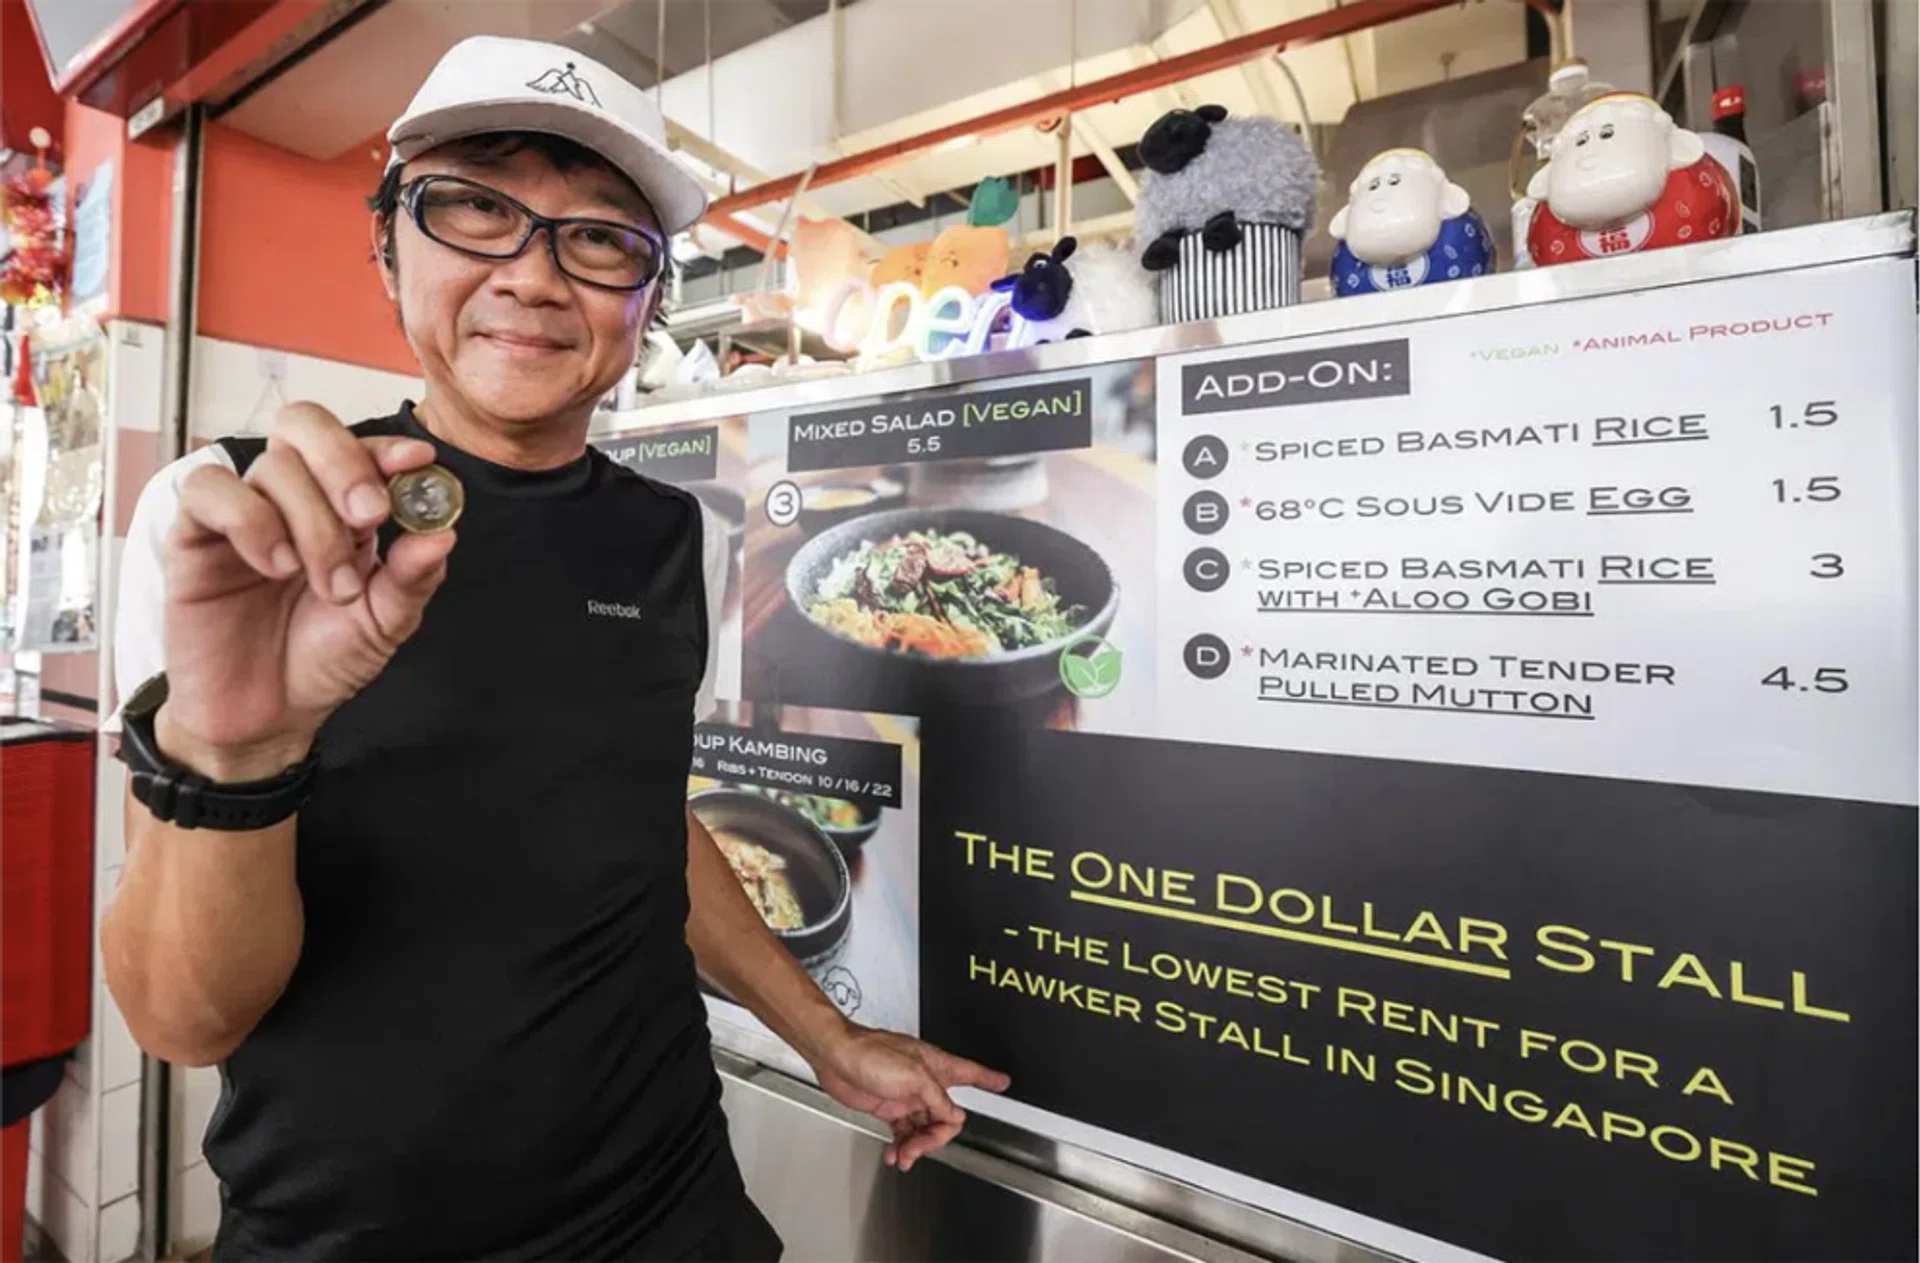 Reebok
open
OUP [VEGAN]
MIXED SALAD [VEGAN]
5.5
3
OUP KAMBING
RIBS+TENDON 10/16/22
ADD-ON:
*VEGAN *ANIMAL PRODUCT
A *SPICED BASMATI RICE 1.5
B *68°C SOUS VIDE EGG 1.5
C *SPICED BASMATI RICE 3
WITH *ALOO GOBI
D *MARINATED TENDER 4.5
PULLED MUTTON
THE ONE DOLLAR STALL
- THE LOWEST RENT FOR A
HAWKER STALL IN SINGAPORE
福
福